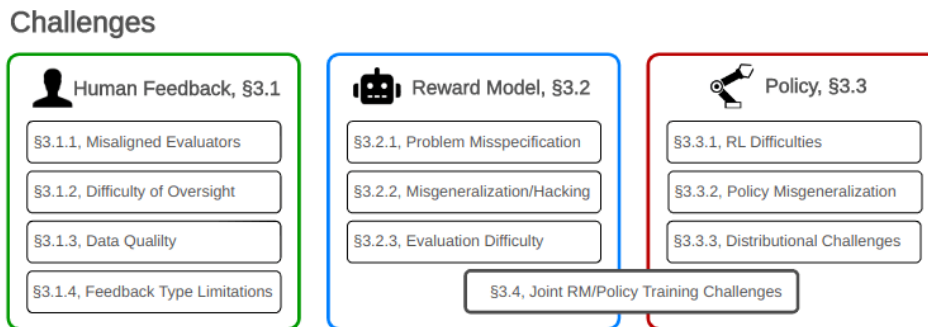 Challenges
Human Feedback, §3.1
§3.1.1, Misaligned Evaluators
§3.1.2, Difficulty of Oversight
§3.1.3, Data Qualilty
§3.1.4, Feedback Type Limitations
Reward Model, §3.2
§3.2.1, Problem Misspecification
§3.2.2, Misgeneralization/Hacking
§3.2.3, Evaluation Difficulty
Policy, §3.3
§3.3.1, RL Difficulties
§3.3.2, Policy Misgeneralization
§3.3.3, Distributional Challenges
§3.4, Joint RM/Policy Training Challenges